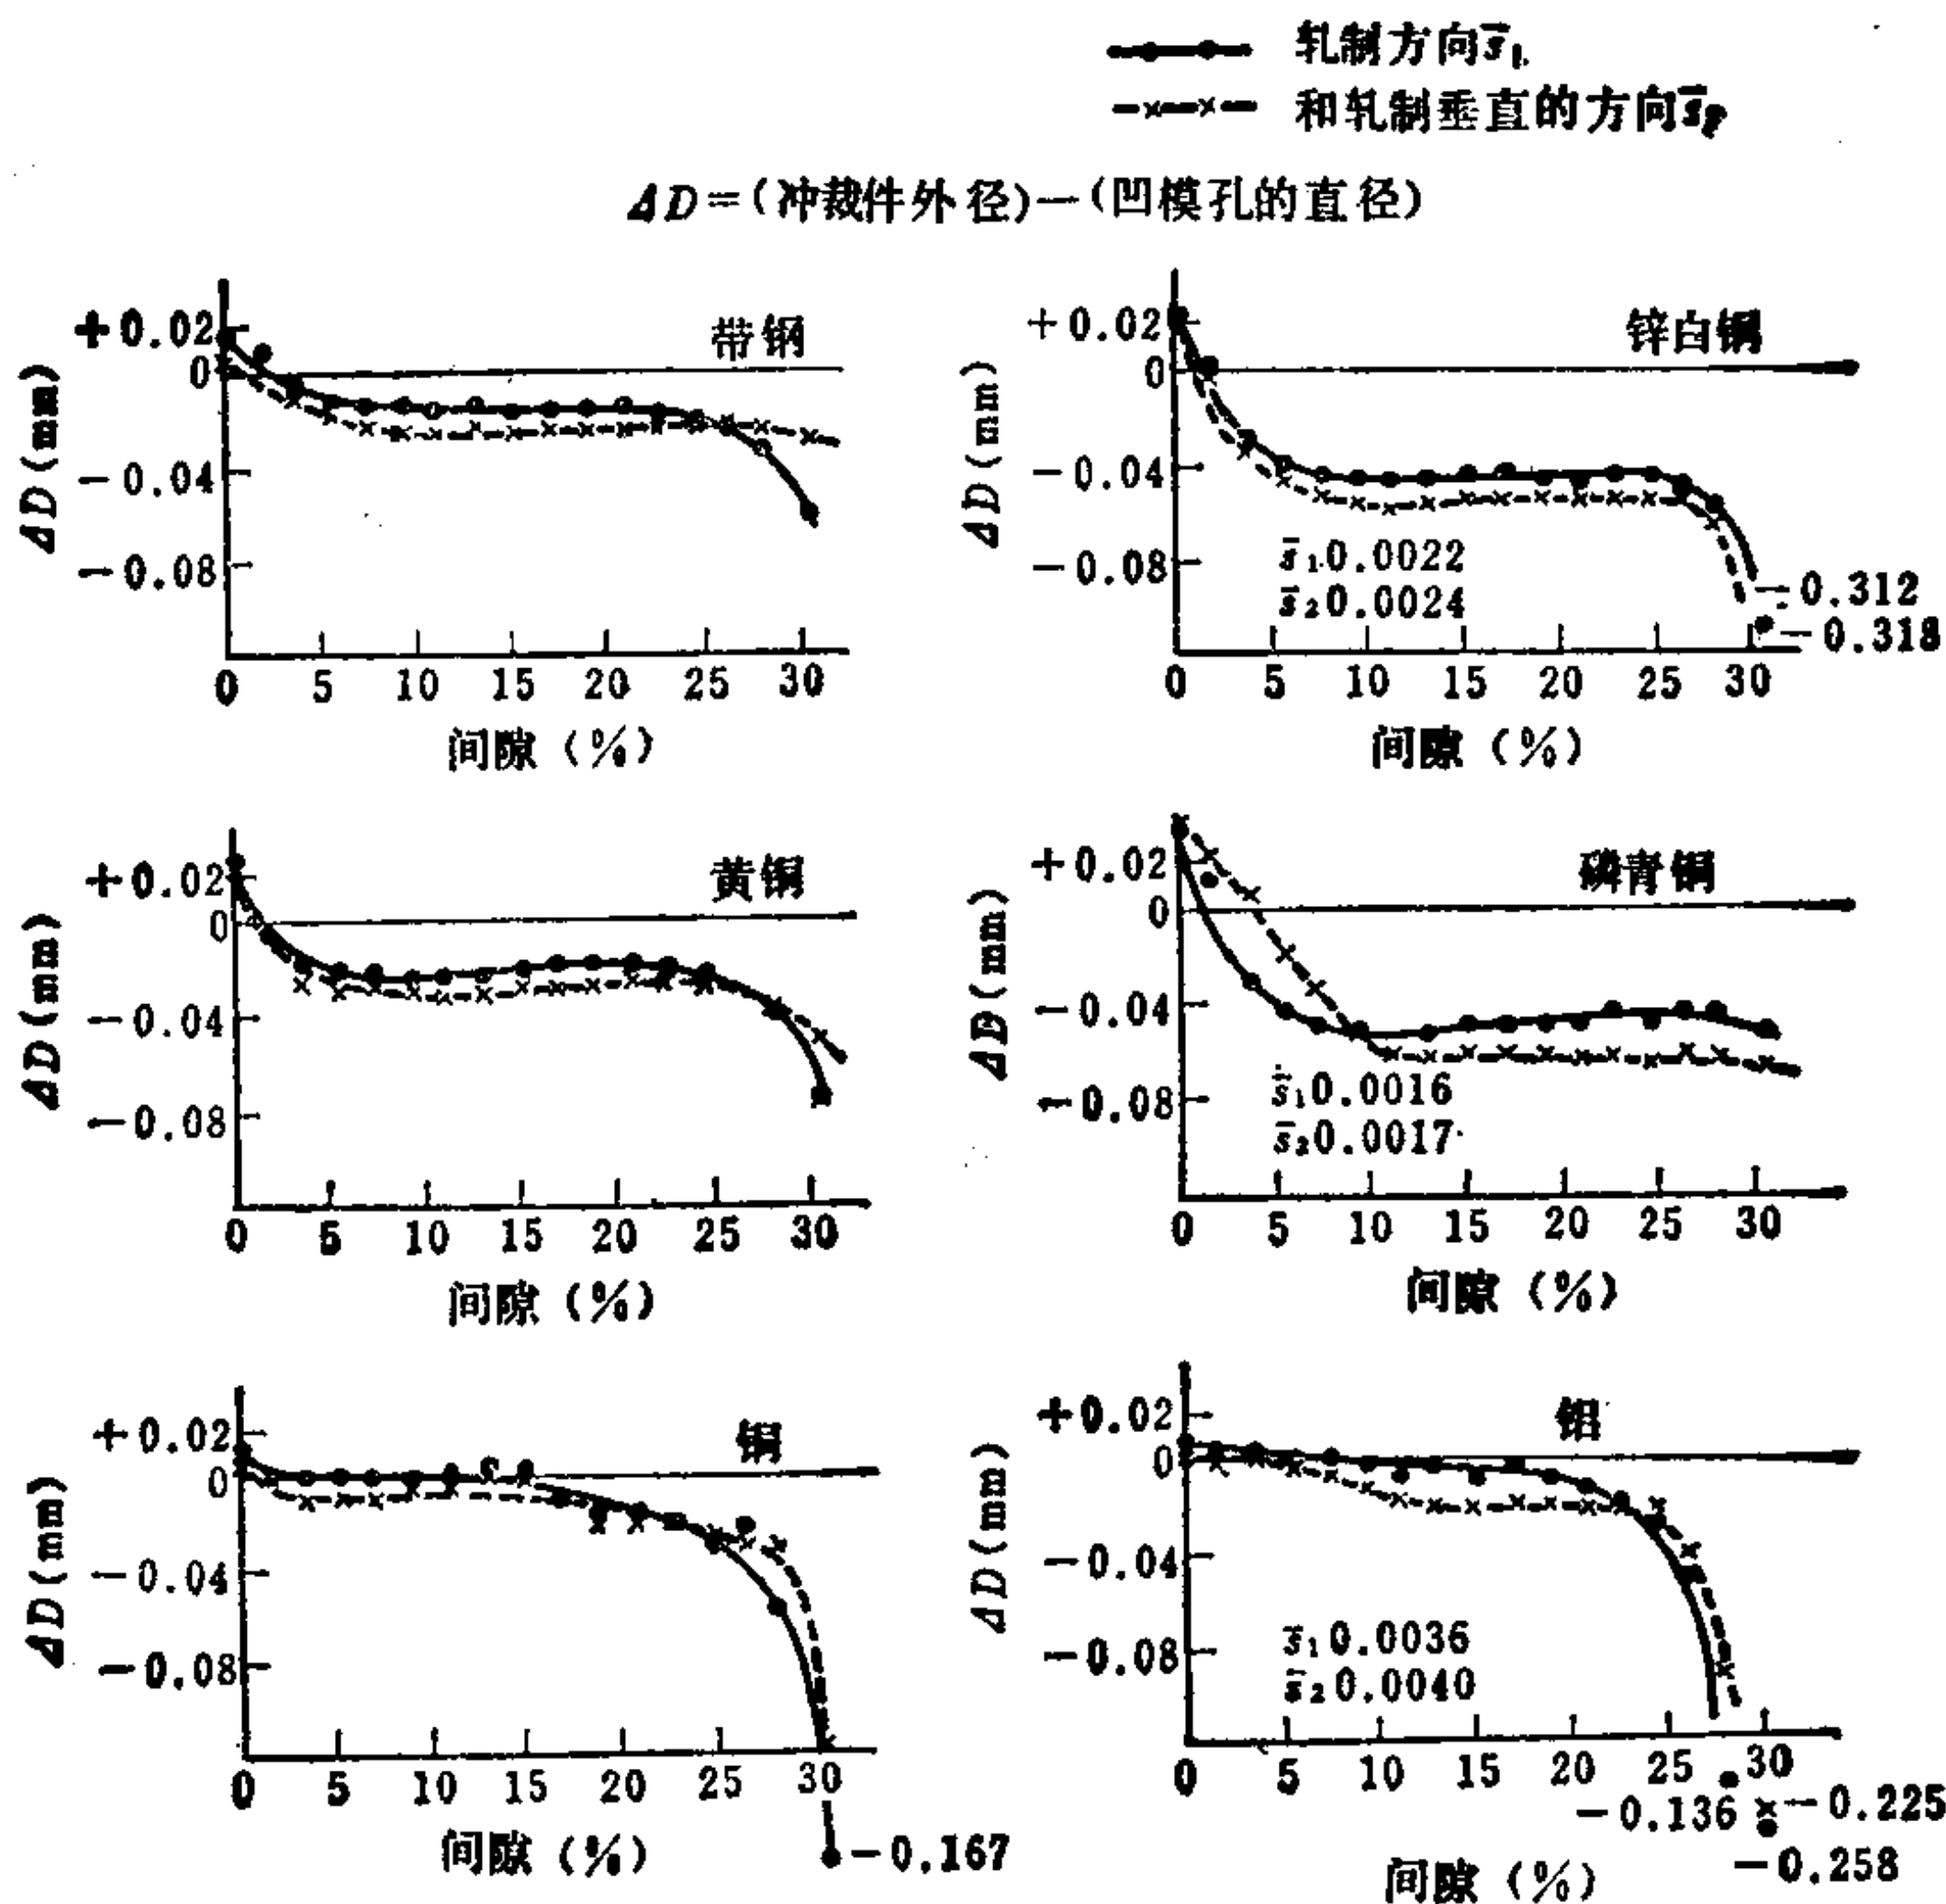 轧制方向s̄₁
和轧制垂直的方向s̄₂
ΔD=(冲裁件外径)—(凹模孔的直径)
带钢
+0.02
0
-0.04
-0.08
ΔD(mm)
0 5 10 15 20 25 30
间隙(%)
锌白铜
+0.02
0
-0.04
-0.08
ΔD(mm)
s̄₁0.0022
s̄₂0.0024
-0.312
-0.318
0 5 10 15 20 25 30
间隙(%)
黄铜
+0.02
0
-0.04
-0.08
ΔD(mm)
0 5 10 15 20 25 30
间隙(%)
磷青铜
+0.02
0
-0.04
-0.08
ΔD(mm)
s̄₁0.0016
s̄₂0.0017
0 5 10 15 20 25 30
间隙(%)
铜
+0.02
0
-0.04
-0.08
ΔD(mm)
0 5 10 15 20 25 30
-0.167
间隙(%)
铝
+0.02
0
-0.04
-0.08
ΔD(mm)
s̄₁0.0036
s̄₂0.0040
0 5 10 15 20 25 30
-0.136
-0.225
-0.258
间隙(%)